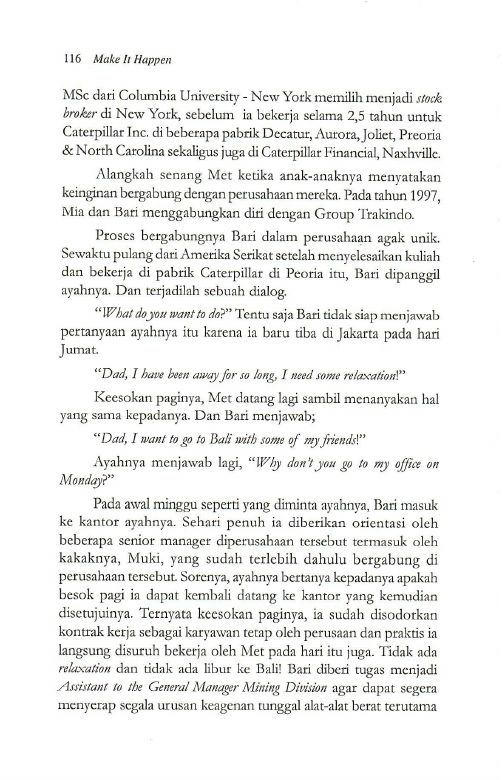 116 Make It Happen
MSc dari Columbia University - New York memilih menjadi stock
broker di New York, sebelum ia bekerja selama 2,5 tahun untuk
Caterpillar Inc. di beberapa pabrik Decatur, Aurora, Joliet, Preoria
& North Carolina sekaligus juga di Caterpillar Financial, Naxhville.
Alangkah senang Met ketika anak-anaknya menyatakan
keinginan bergabung dengan perusahaan mereka. Pada tahun 1997,
Mia dan Bari menggabungkan diri dengan Group Trakindo.
Proses bergabungnya Bari dalam perusahaan agak unik.
Sewaktu pulang dari Amerika Serikat setelah menyelesaikan kuliah
dan bekerja di pabrik Caterpillar di Peoria itu, Bari dipanggil
ayahnya. Dan terjadilah sebuah dialog.
"What do you want to do?" Tentu saja Bari tidak siap menjawab
pertanyaan ayahnya itu karena ia baru tiba di Jakarta pada hari
Jumat.
"Dad, I have been away for so long, I need some relaxation!"
Keesokan paginya, Met datang lagi sambil menanyakan hal
yang sama kepadanya. Dan Bari menjawab;
"Dad, I want to go to Bali with some of my friends!"
Ayahnya menjawab lagi, "Why don't you go to my office on
Monday?"
Pada awal minggu seperti yang diminta ayahnya, Bari masuk
ke kantor ayahnya. Sehari penuh ia diberikan orientasi oleh
beberapa senior manager diperusahaan tersebut termasuk oleh
kakaknya, Muki, yang sudah terlebih dahulu bergabung di
perusahaan tersebut. Sorenya, ayahnya bertanya kepadanya apakah
besok pagi ia dapat kembali datang ke kantor yang kemudian
disetujuinya. Ternyata keesokan paginya, ia sudah disodorkan
kontrak kerja sebagai karyawan tetap oleh perusaan dan praktis ia
langsung disuruh bekerja oleh Met pada hari itu juga. Tidak ada
relaxation dan tidak ada libur ke Bali! Bari diberi tugas menjadi
Assistant to the General Manager Mining Division agar dapat segera
menyerap segala urusan keagenan tunggal alat-alat berat terutama